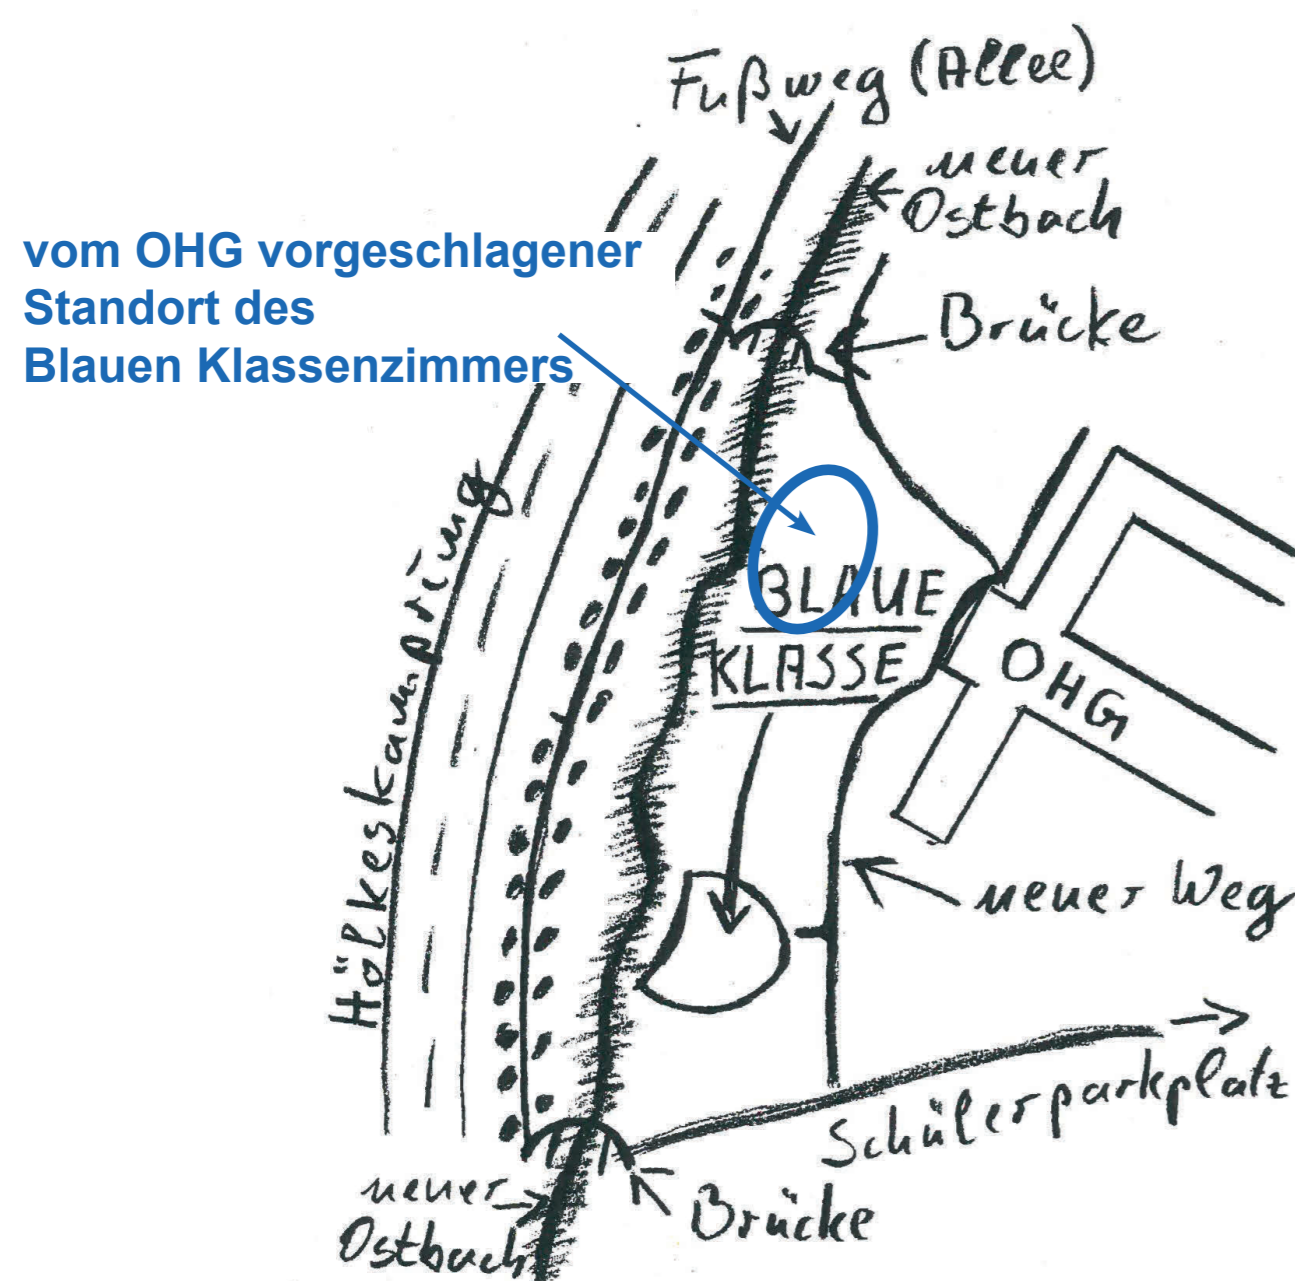 Fußweg (Allee)
neuer
Ostbach
vom OHG vorgeschlagener
Standort des
Blauen Klassenzimmers
Brücke
Hölkeskampring
BLAUE
KLASSE
OHG
neuer Weg
Schülerparkplatz
neuer
Ostbach
Brücke